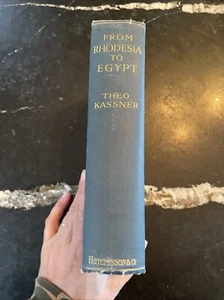 FROM
RHODESIA
TO
EGYPT
THEO
KASSNER
HUTCHINSON & CO